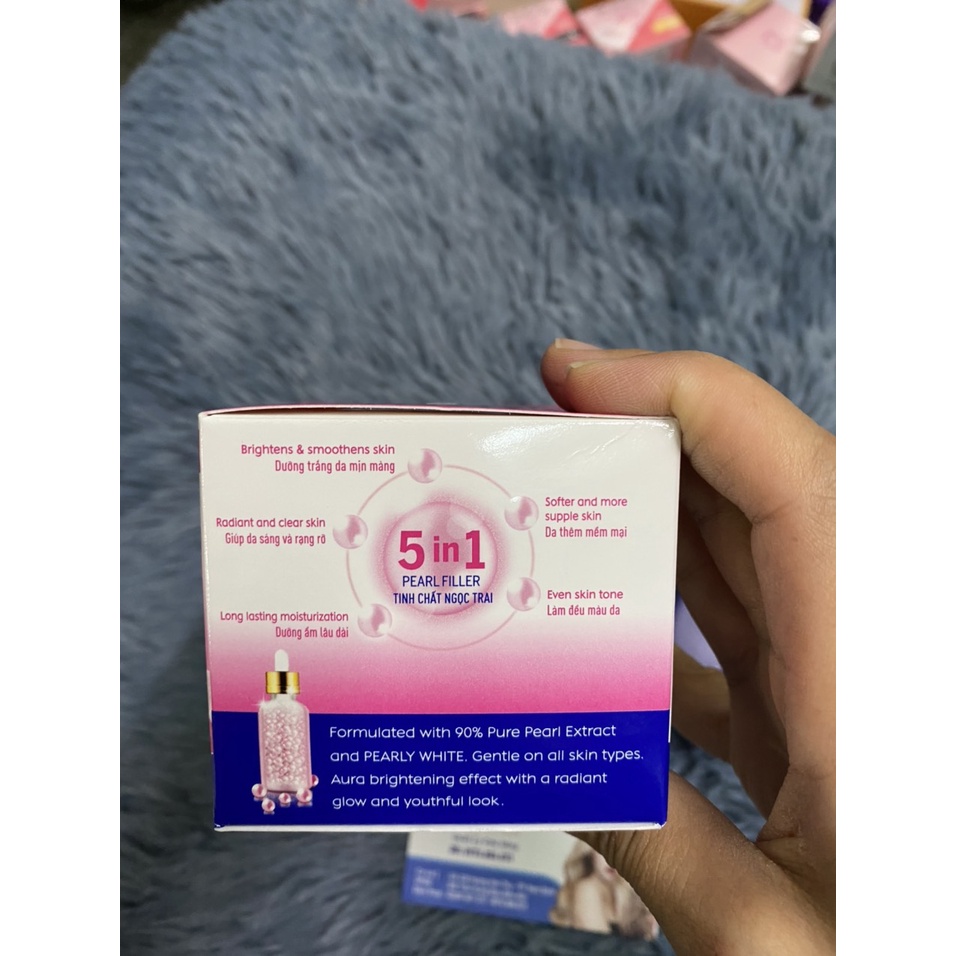 Brightens & smoothens skin
Dưỡng trắng da mịn màng
Radiant and clear skin
Giúp da sáng và rạng rỡ
Long lasting moisturization
Dưỡng ẩm lâu dài
5 in 1
PEARL FILLER
TINH CHẤT NGỌC TRAI
Softer and more
supple skin
Da thêm mềm mại
Even skin tone
Làm đều màu da
Formulated with 90% Pure Pearl Extract
and PEARLY WHITE. Gentle on all skin types.
Aura brightening effect with a radiant
glow and youthful look.